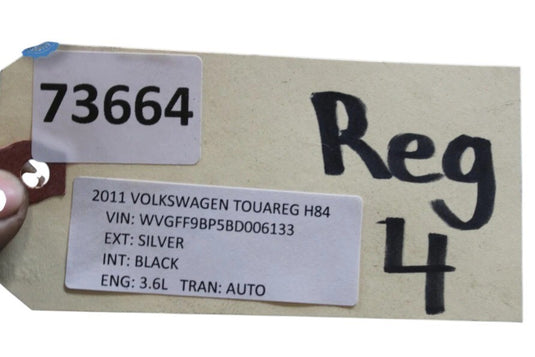 73664
Reg
4
2011 VOLKSWAGEN TOUAREG H84
VIN: WVGFF9BP5BD006133
EXT: SILVER
INT: BLACK
ENG: 3.6L TRAN: AUTO